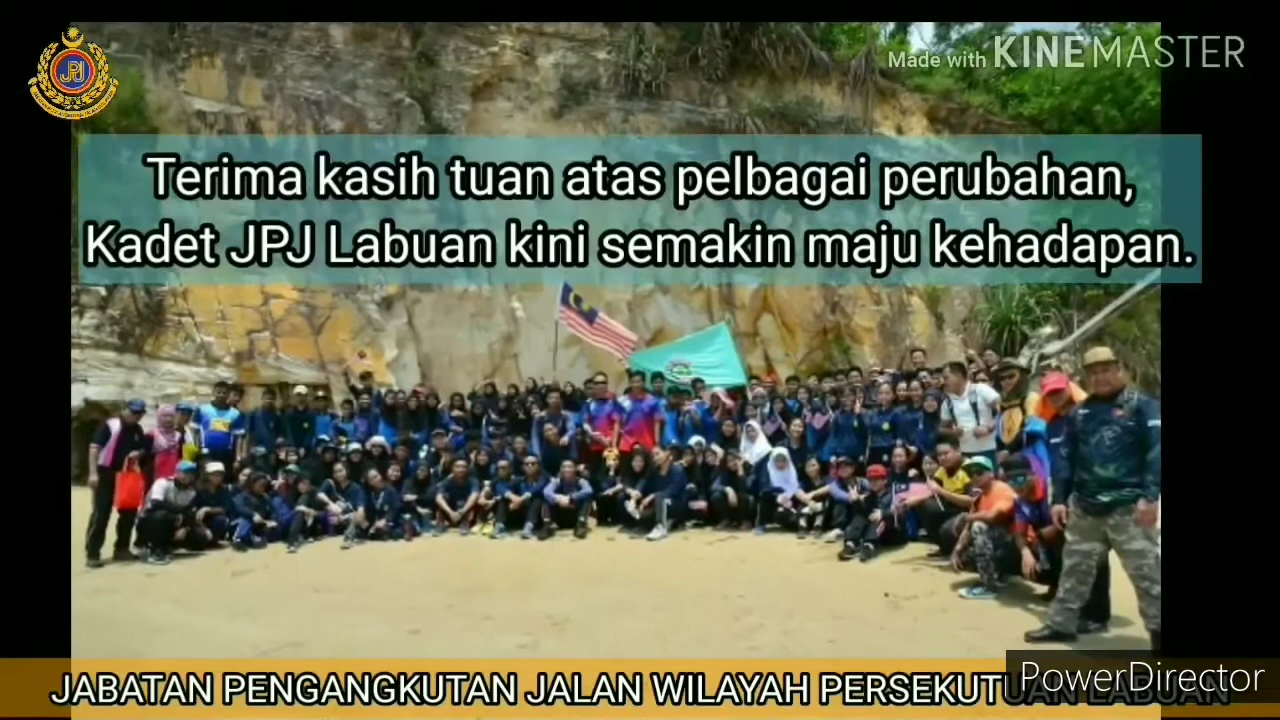 JPJ
Made with KINEMASTER
Terima kasih tuan atas pelbagai perubahan,
Kadet JPJ Labuan kini semakin maju kehadapan.
JABATAN PENGANGKUTAN JALAN WILAYAH PERSEKUTUAN LABUAN
PowerDirector